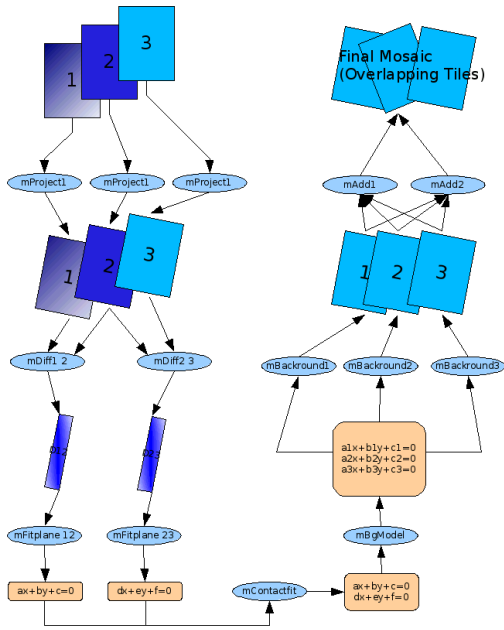 1
2
3
Final Mosaic
(Overlapping Tiles)
mProject1
mProject1
mProject1
mAdd1
mAdd2
1
2
3
1
2
3
mDiff1 2
mDiff2 3
mBackround1
mBackround2
mBackround3
D12
D23
a1x+b1y+c1=0
a2x+b2y+c2=0
a3x+b3y+c3=0
mFitplane 12
mFitplane 23
mBgModel
ax+by+c=0
dx+ey+f=0
mContactfit
ax+by+c=0
dx+ey+f=0